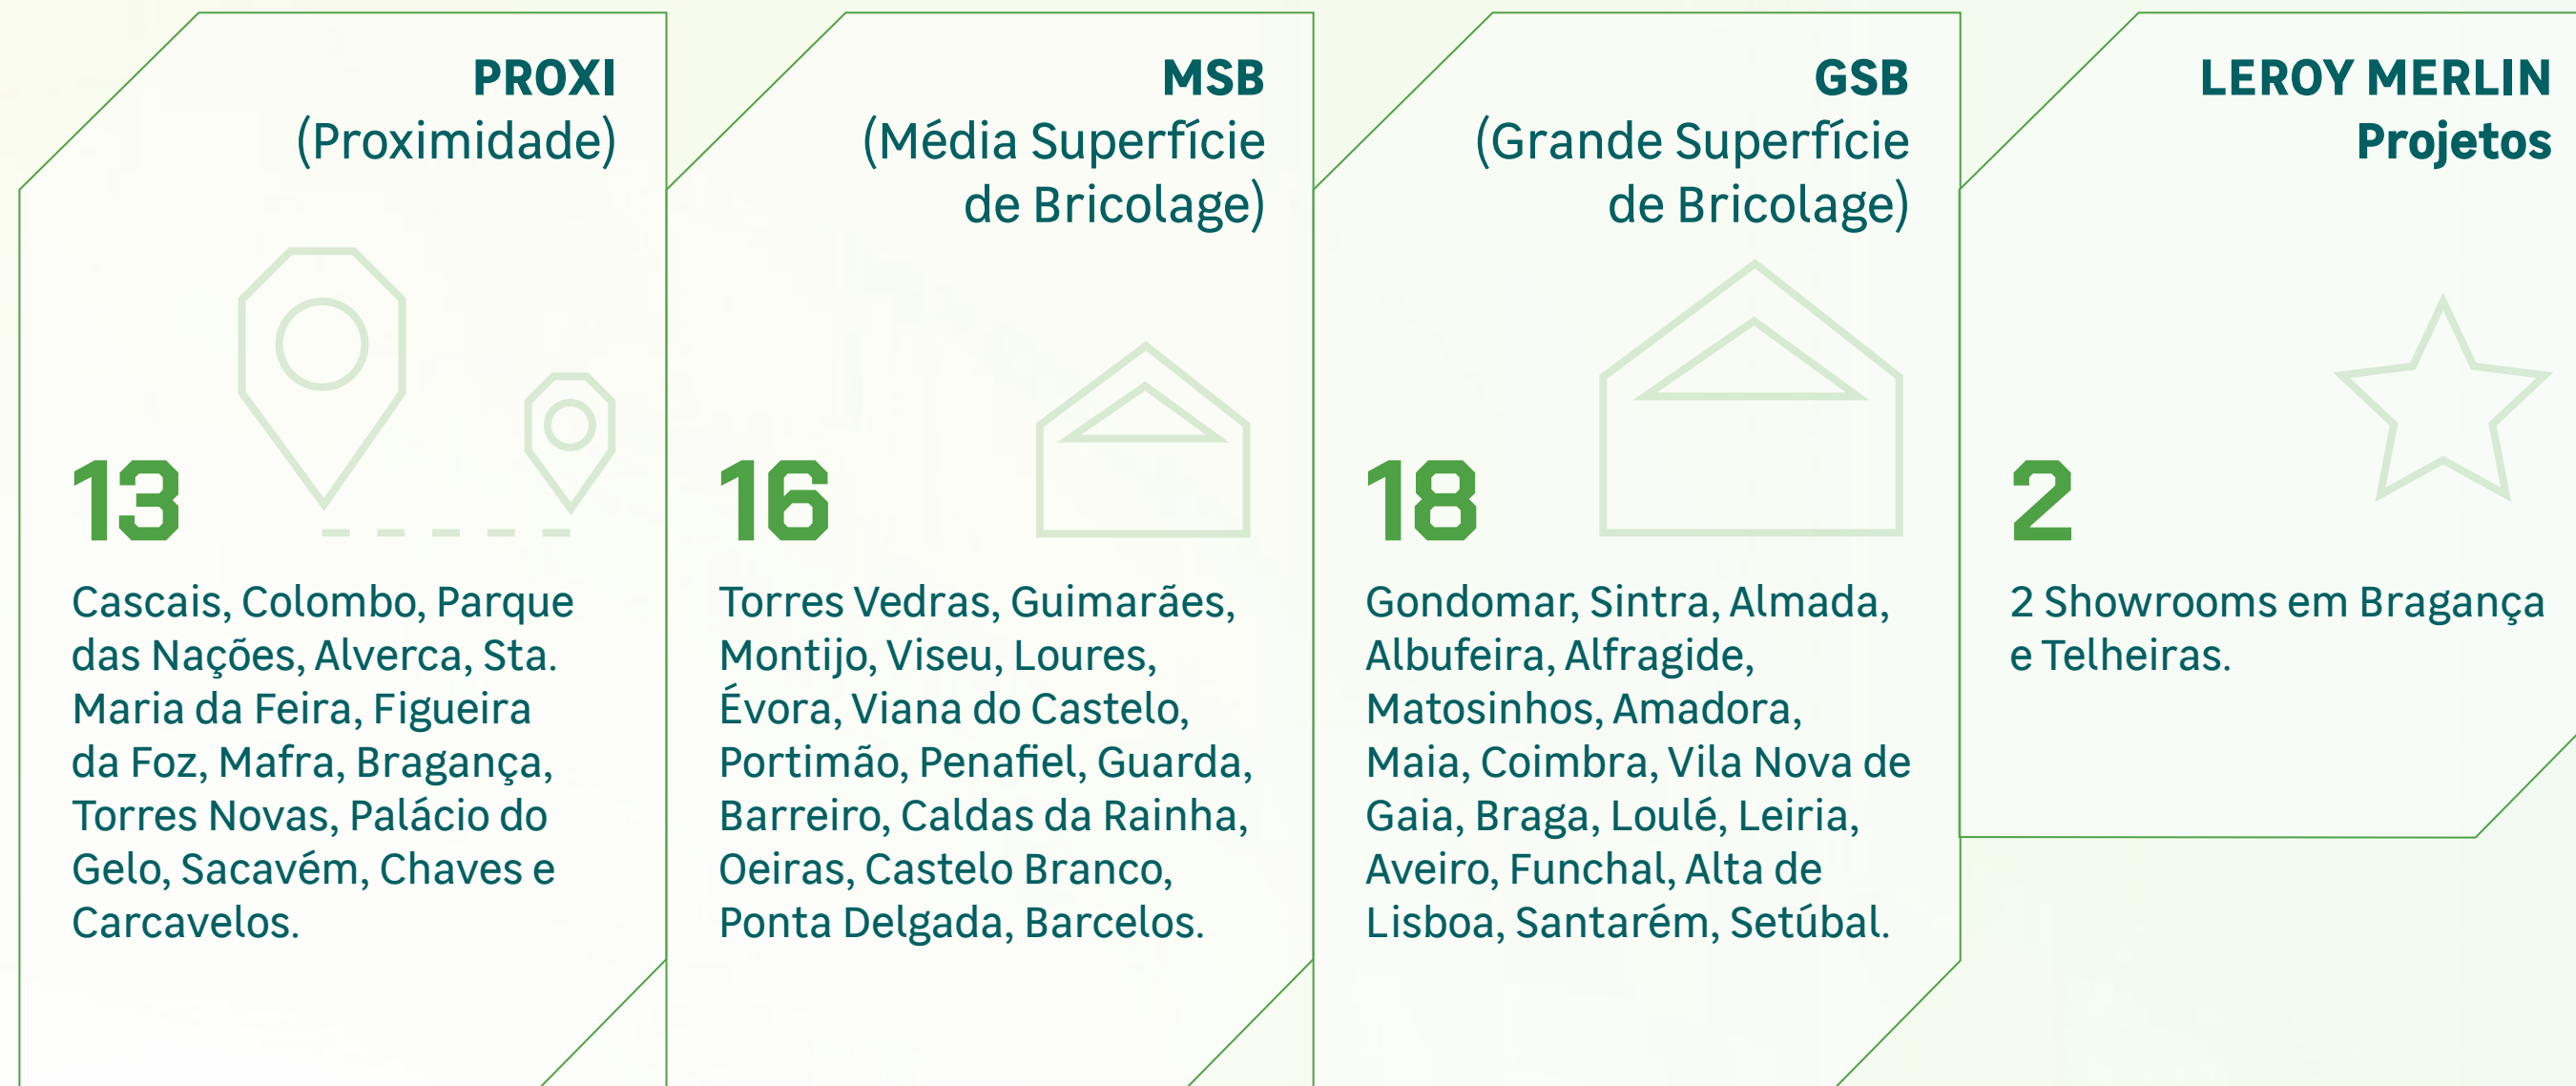 PROXI
(Proximidade)
13
Cascais, Colombo, Parque
das Nações, Alverca, Sta.
Maria da Feira, Figueira
da Foz, Mafra, Bragança,
Torres Novas, Palácio do
Gelo, Sacavém, Chaves e
Carcavelos.
MSB
(Média Superfície
de Bricolage)
16
Torres Vedras, Guimarães,
Montijo, Viseu, Loures,
Évora, Viana do Castelo,
Portimão, Penafiel, Guarda,
Barreiro, Caldas da Rainha,
Oeiras, Castelo Branco,
Ponta Delgada, Barcelos.
GSB
(Grande Superfície
de Bricolage)
18
Gondomar, Sintra, Almada,
Albufeira, Alfragide,
Matosinhos, Amadora,
Maia, Coimbra, Vila Nova de
Gaia, Braga, Loulé, Leiria,
Aveiro, Funchal, Alta de
Lisboa, Santarém, Setúbal.
LEROY MERLIN
Projetos
2
2 Showrooms em Bragança
e Telheiras.